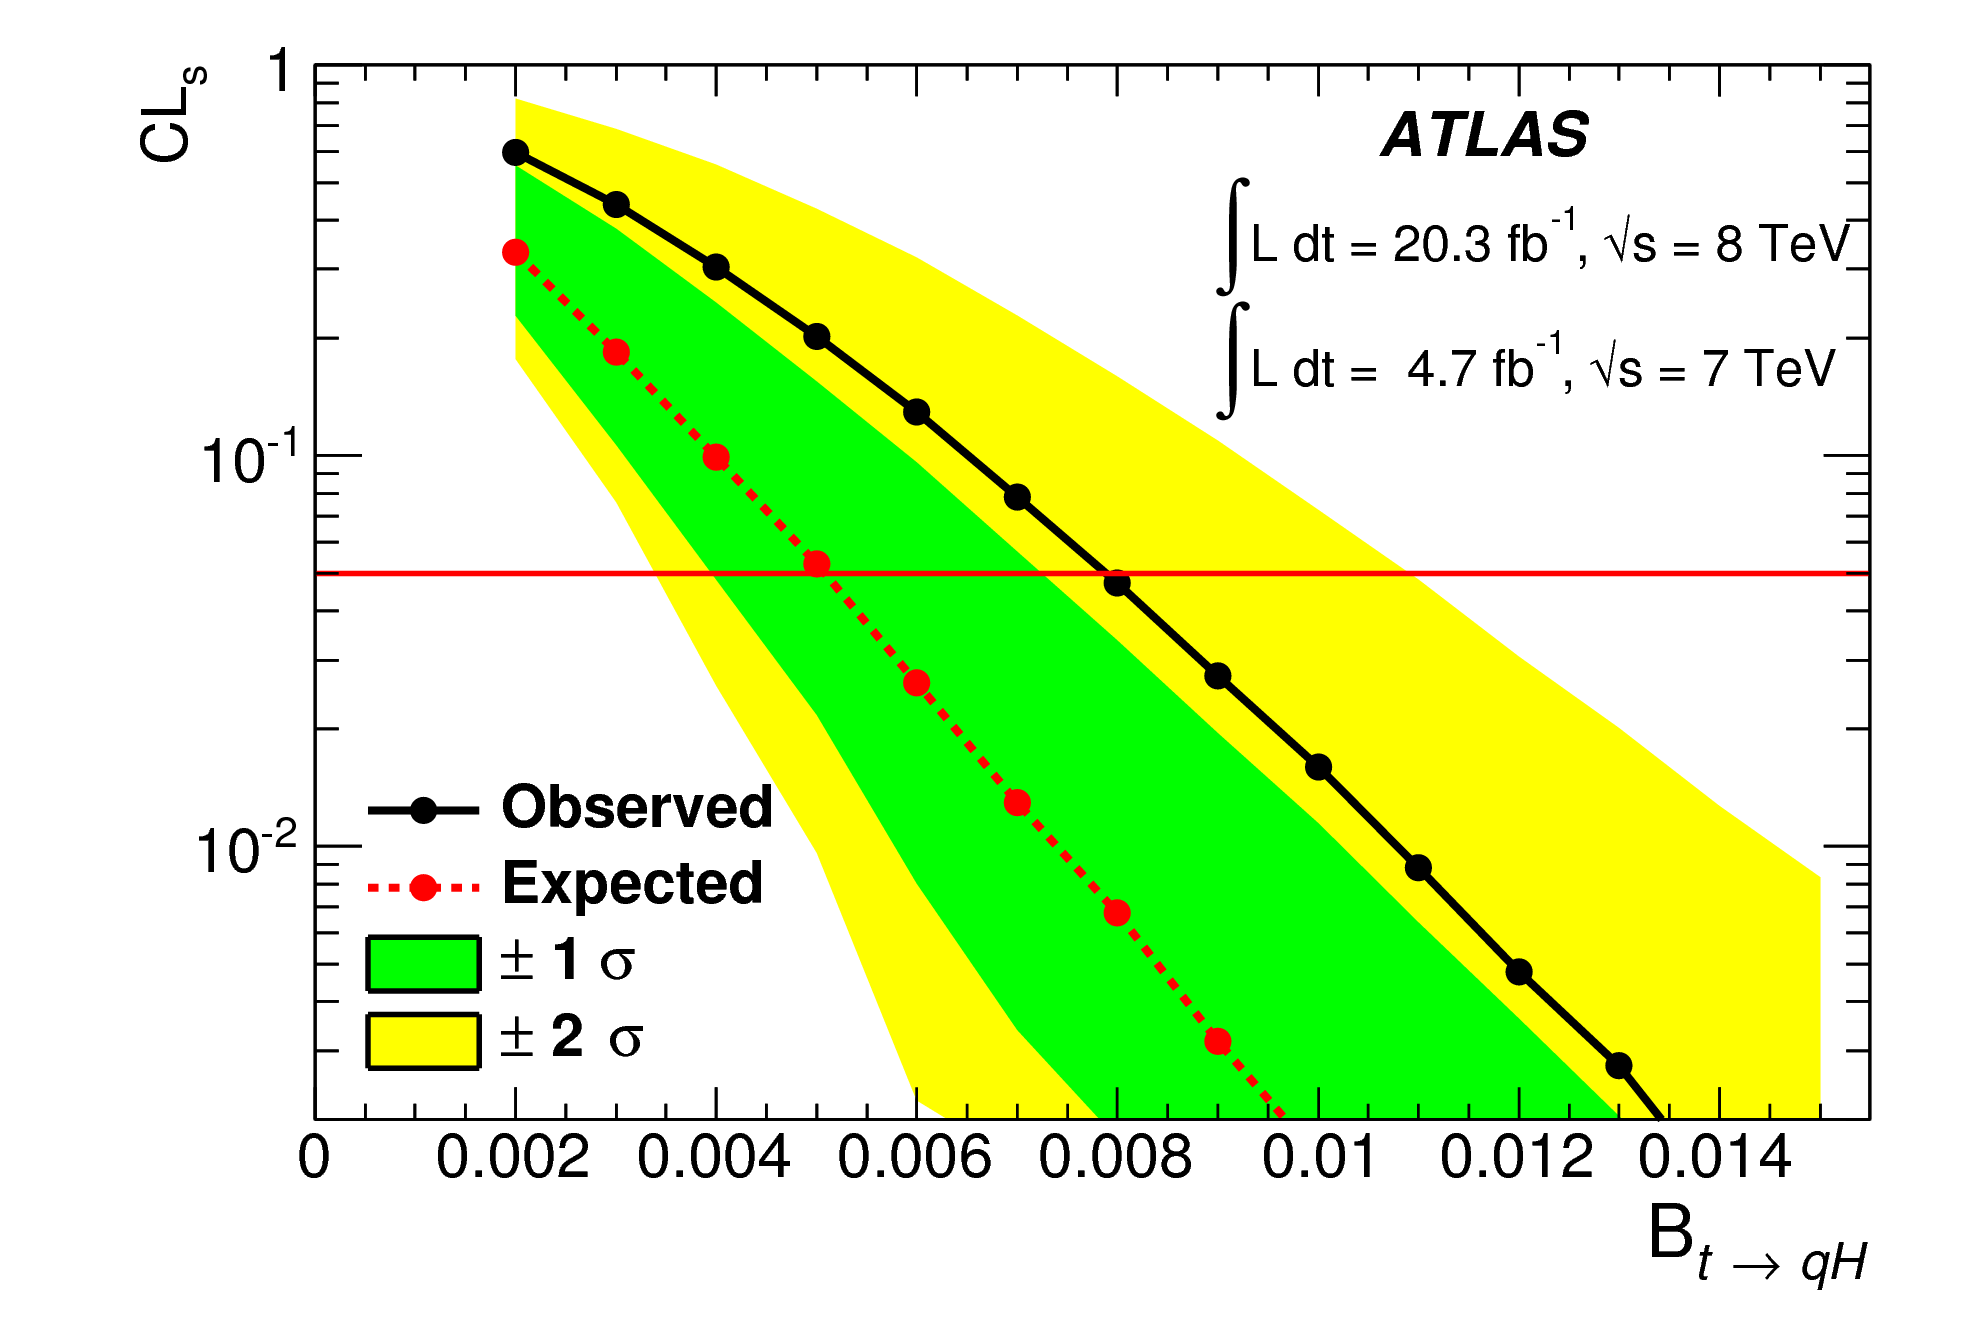 CLs
1
10-1
10-2
ATLAS
∫L dt = 20.3 fb-1, √s = 8 TeV
∫L dt = 4.7 fb-1, √s = 7 TeV
Observed
Expected
± 1 σ
± 2 σ
0 0.002 0.004 0.006 0.008 0.01 0.012 0.014
Bt → qH